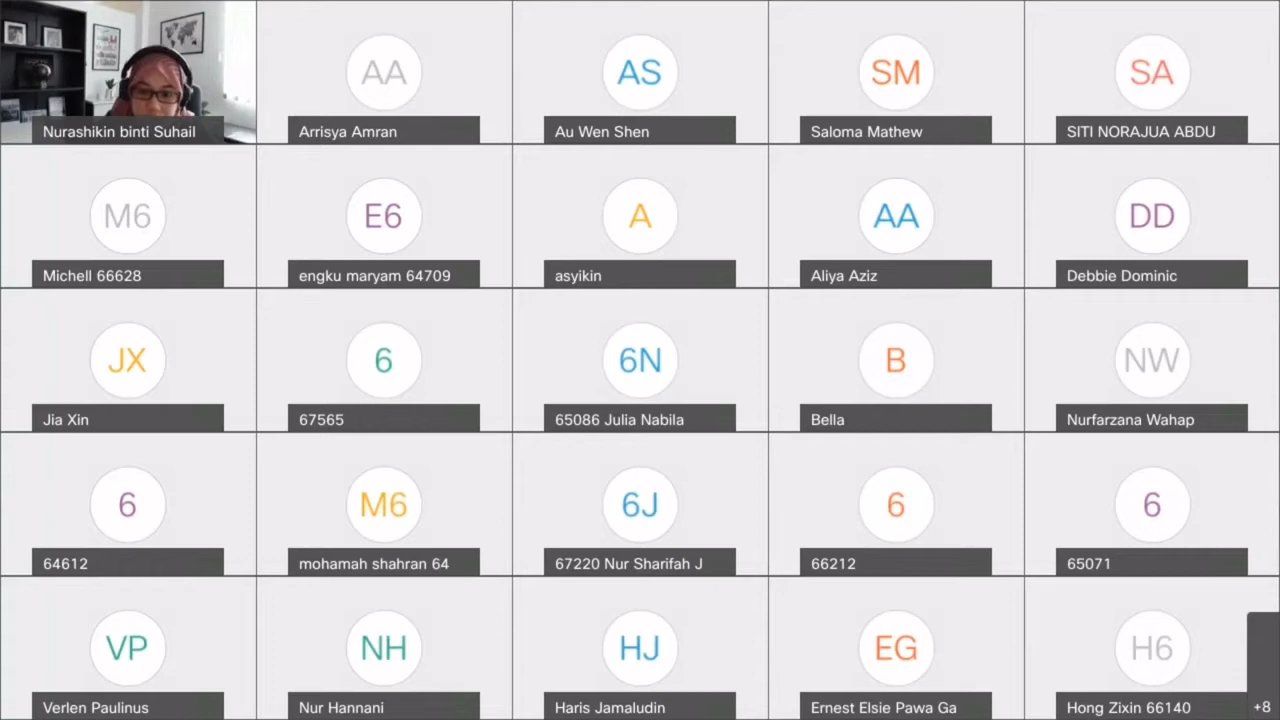 Nurashikin binti Suhail
AA
Arrisya Amran
AS
Au Wen Shen
SM
Saloma Mathew
SA
SITI NORAJUA ABDU
M6
Michell 66628
E6
engku maryam 64709
A
asyikin
AA
Aliya Aziz
DD
Debbie Dominic
JX
Jia Xin
6
67565
6N
65086 Julia Nabila
B
Bella
NW
Nurfarzana Wahap
6
64612
M6
mohamah shahran 64
6J
67220 Nur Sharifah J
6
66212
6
65071
VP
Verlen Paulinus
NH
Nur Hannani
HJ
Haris Jamaludin
EG
Ernest Elsie Pawa Ga
H6
Hong Zixin 66140
+8